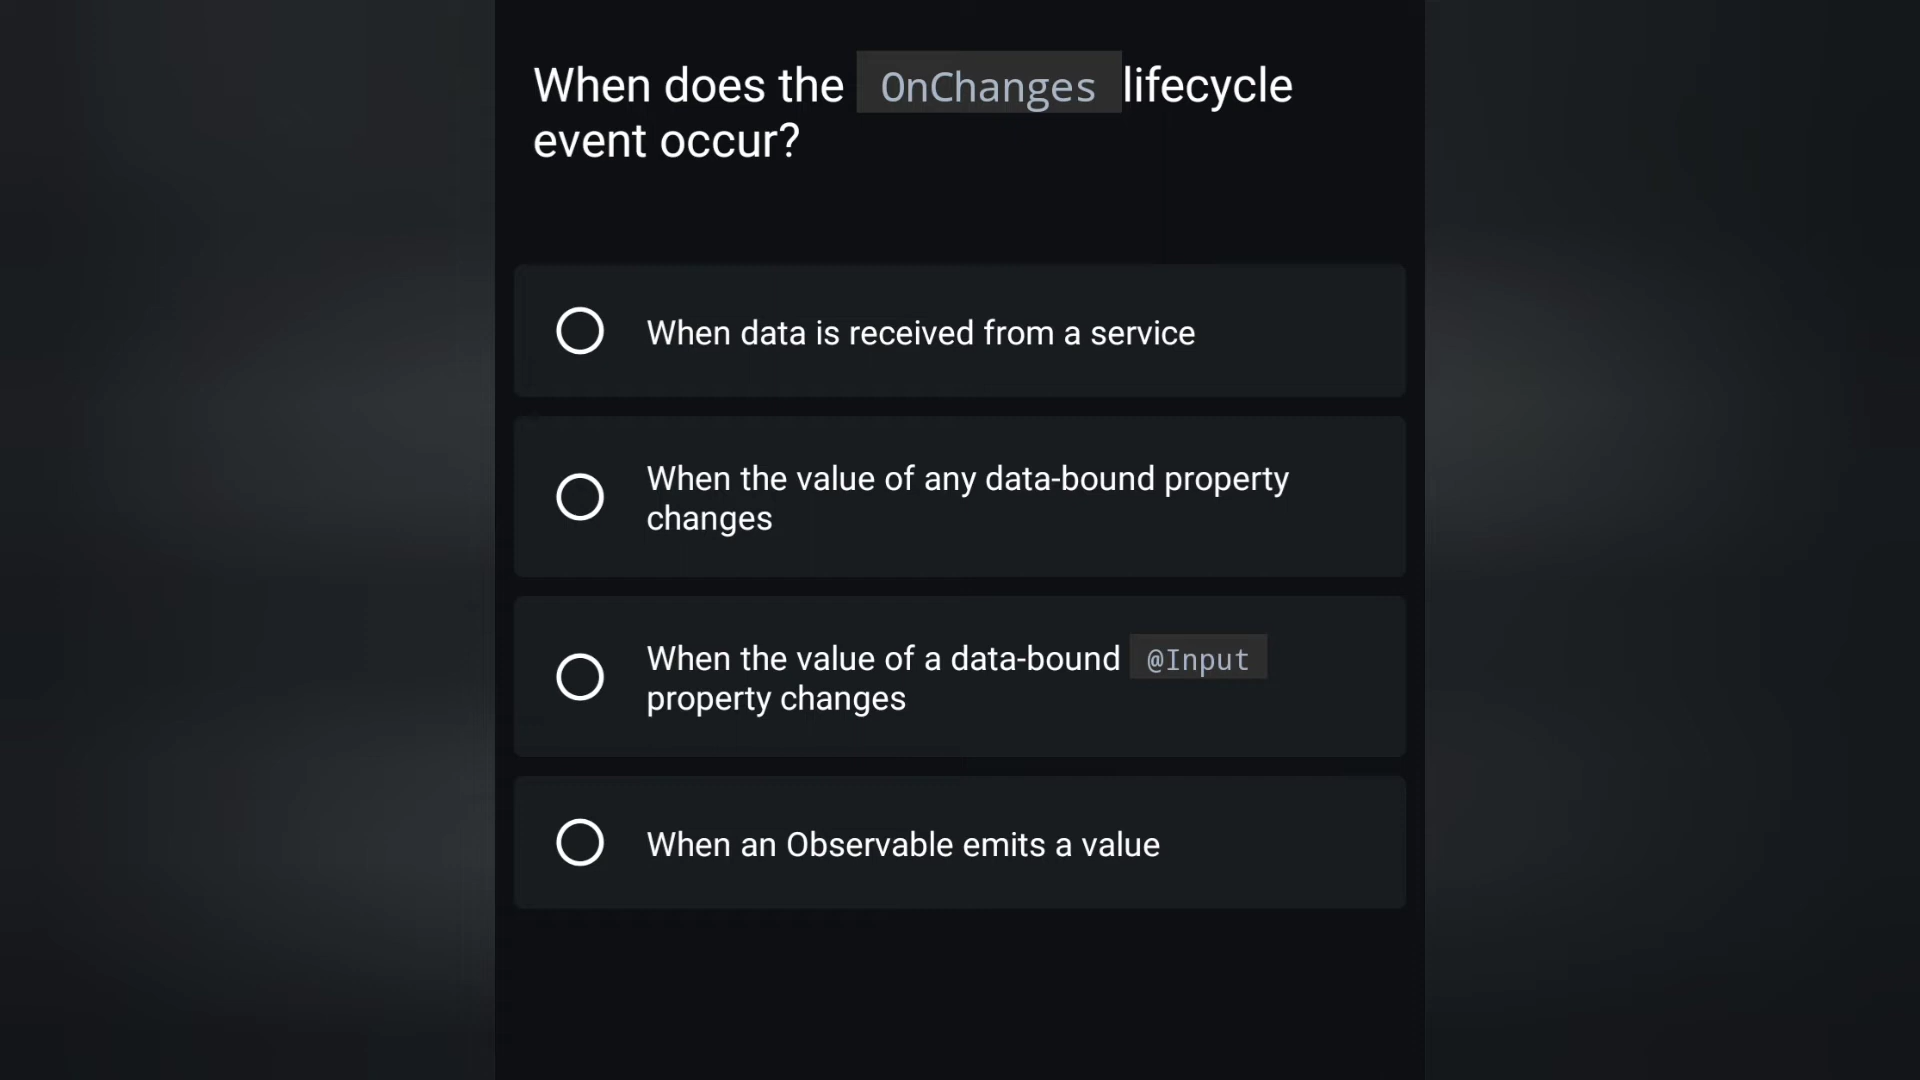 When does the OnChanges lifecycle
event occur?
When data is received from a service
When the value of any data-bound property
changes
When the value of a data-bound @Input
property changes
When an Observable emits a value